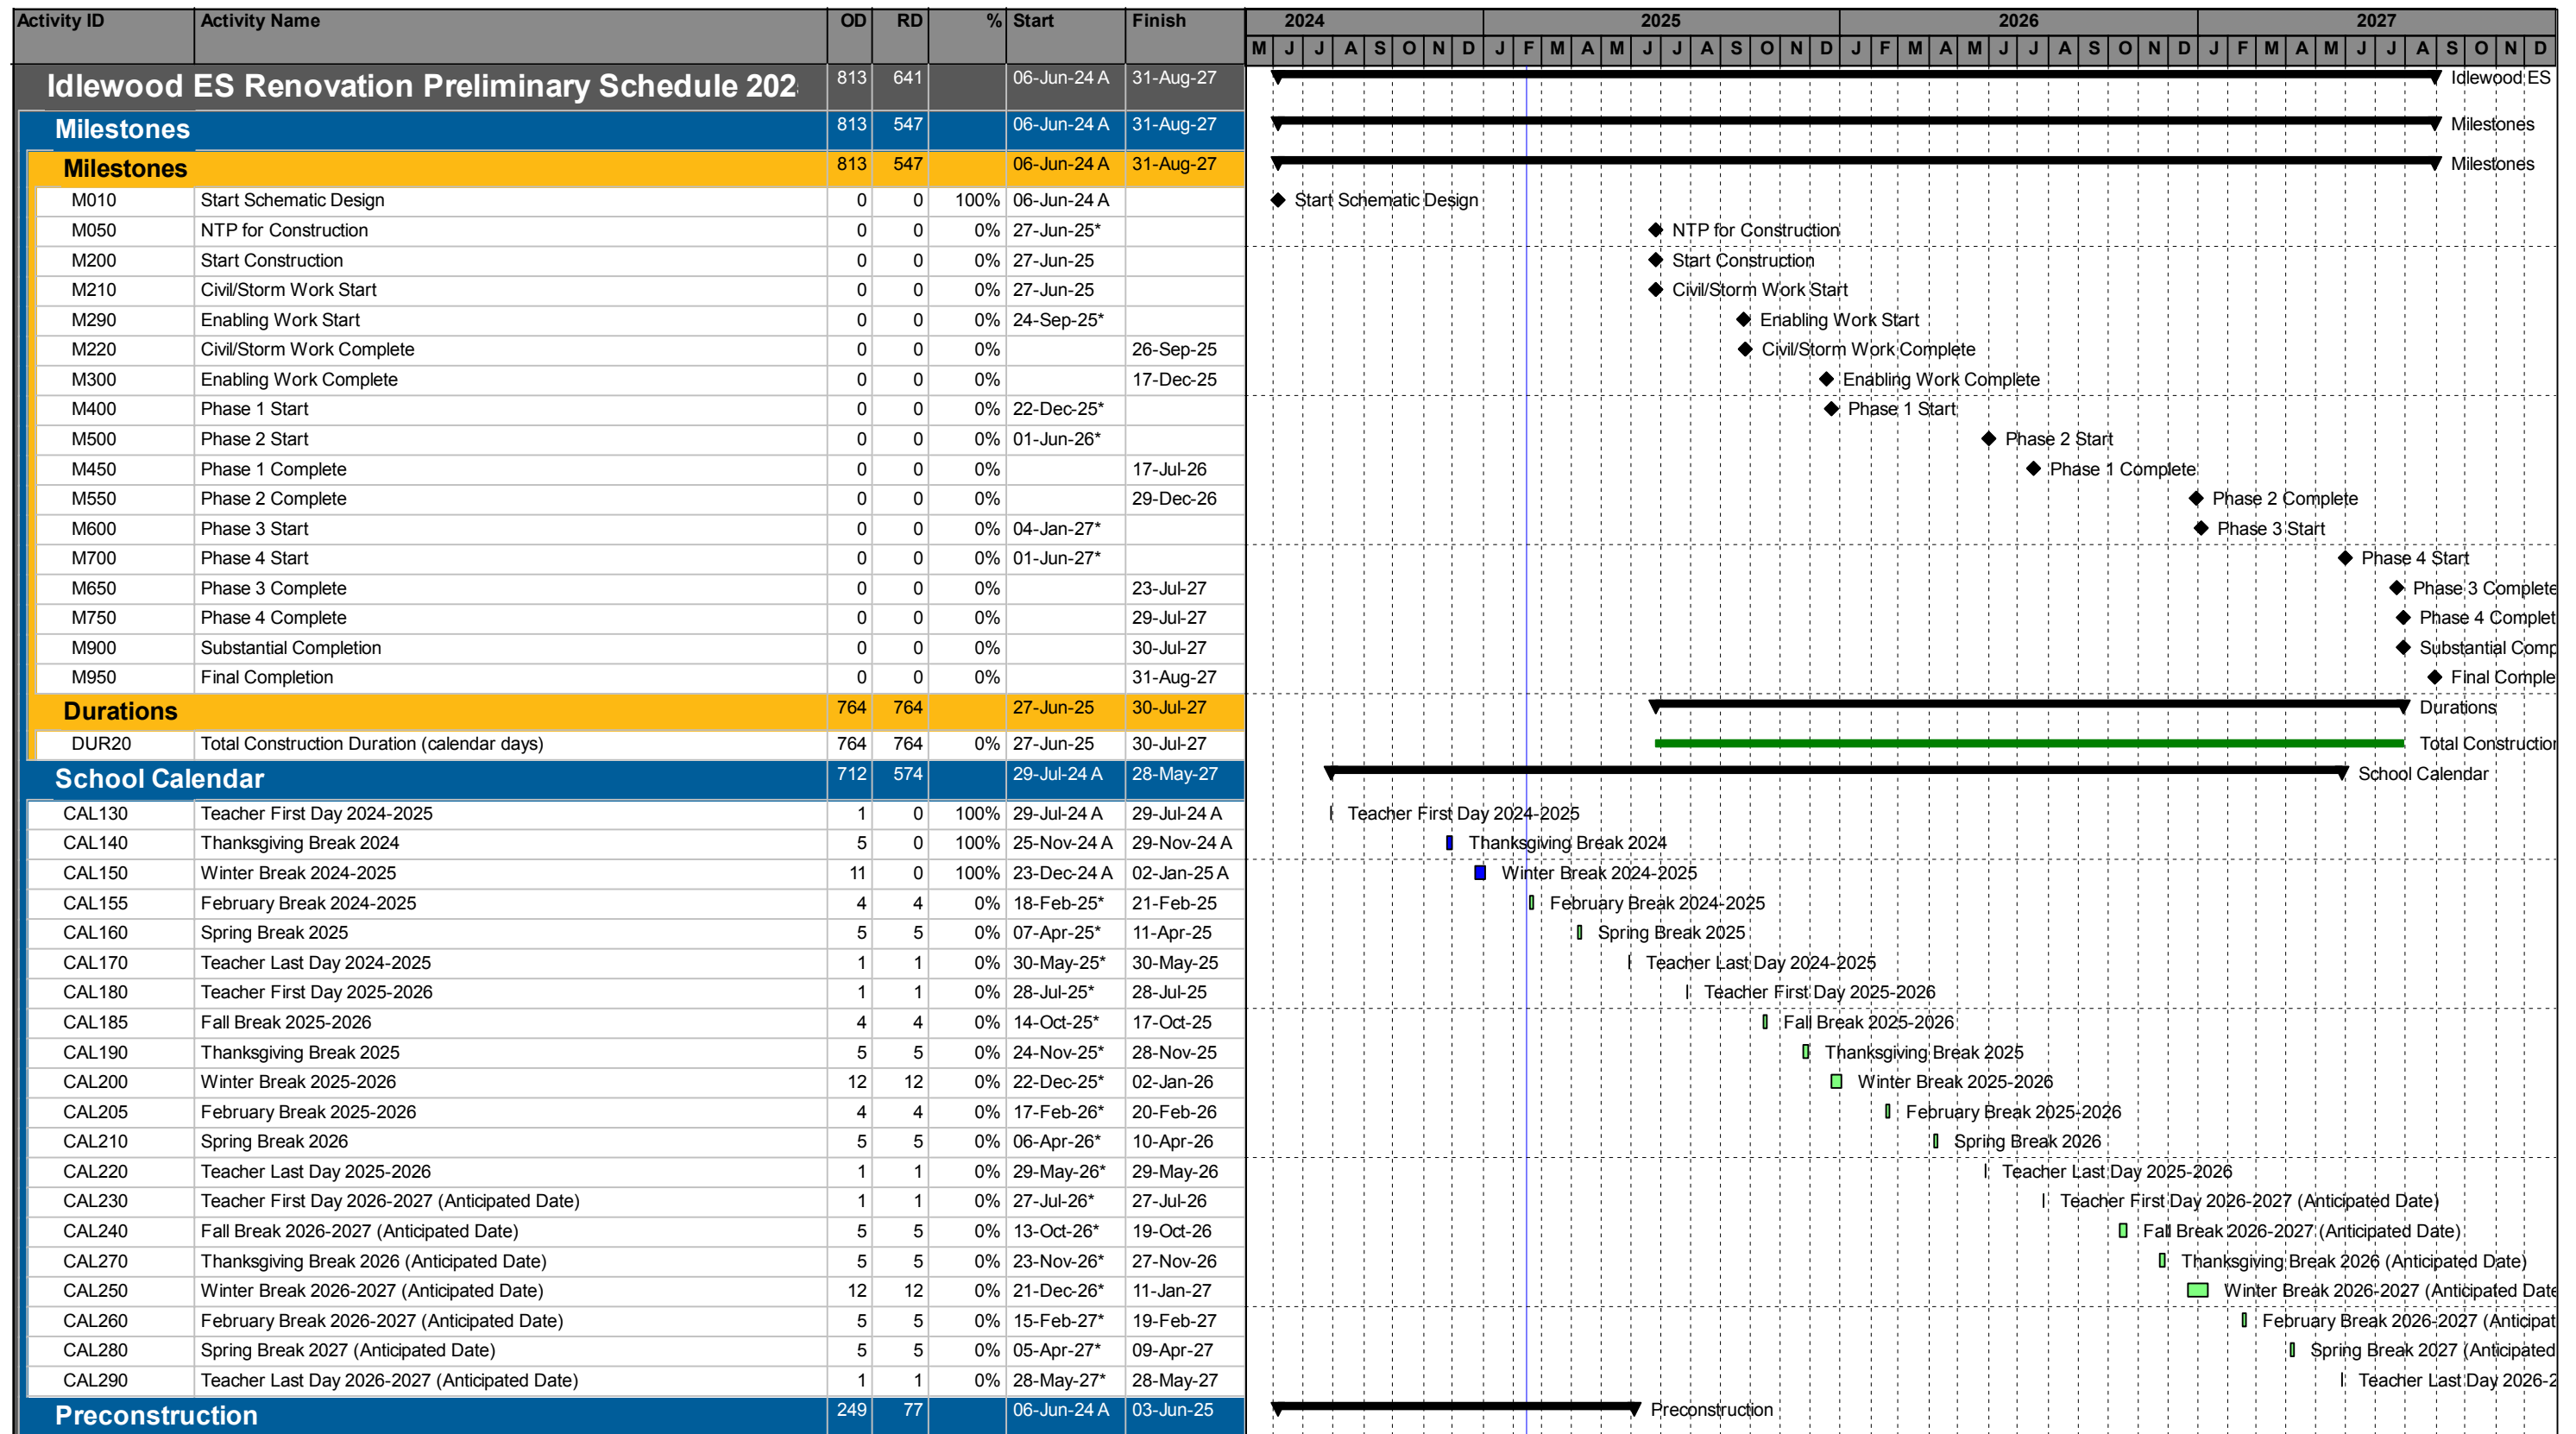 Activity ID Activity Name OD RD % Start Finish 2024 2025 2026 2027
M J J A S O N D J F M A M J J A S O N D J F M A M J J A S O N D J F M A M J J A S O N D
Idlewood ES Renovation Preliminary Schedule 202 813 641 06-Jun-24 A 31-Aug-27 Idlewood ES
Milestones 813 547 06-Jun-24 A 31-Aug-27 Milestones
Milestones 813 547 06-Jun-24 A 31-Aug-27 Milestones
M010 Start Schematic Design 0 0 100% 06-Jun-24 A Start Schematic Design
M050 NTP for Construction 0 0 0% 27-Jun-25* NTP for Construction
M200 Start Construction 0 0 0% 27-Jun-25 Start Construction
M210 Civil/Storm Work Start 0 0 0% 27-Jun-25 Civil/Storm Work Start
M290 Enabling Work Start 0 0 0% 24-Sep-25* Enabling Work Start
M220 Civil/Storm Work Complete 0 0 0% 26-Sep-25 Civil/Storm Work Complete
M300 Enabling Work Complete 0 0 0% 17-Dec-25 Enabling Work Complete
M400 Phase 1 Start 0 0 0% 22-Dec-25* Phase 1 Start
M500 Phase 2 Start 0 0 0% 01-Jun-26* Phase 2 Start
M450 Phase 1 Complete 0 0 0% 17-Jul-26 Phase 1 Complete
M550 Phase 2 Complete 0 0 0% 29-Dec-26 Phase 2 Complete
M600 Phase 3 Start 0 0 0% 04-Jan-27* Phase 3 Start
M700 Phase 4 Start 0 0 0% 01-Jun-27* Phase 4 Start
M650 Phase 3 Complete 0 0 0% 23-Jul-27 Phase 3 Complete
M750 Phase 4 Complete 0 0 0% 29-Jul-27 Phase 4 Complet
M900 Substantial Completion 0 0 0% 30-Jul-27 Substantial Comp
M950 Final Completion 0 0 0% 31-Aug-27 Final Comple
Durations 764 764 27-Jun-25 30-Jul-27 Durations
DUR20 Total Construction Duration (calendar days) 764 764 0% 27-Jun-25 30-Jul-27 Total Construction
School Calendar 712 574 29-Jul-24 A 28-May-27 School Calendar
CAL130 Teacher First Day 2024-2025 1 0 100% 29-Jul-24 A 29-Jul-24 A Teacher First Day 2024-2025
CAL140 Thanksgiving Break 2024 5 0 100% 25-Nov-24 A 29-Nov-24 A Thanksgiving Break 2024
CAL150 Winter Break 2024-2025 11 0 100% 23-Dec-24 A 02-Jan-25 A Winter Break 2024-2025
CAL155 February Break 2024-2025 4 4 0% 18-Feb-25* 21-Feb-25 February Break 2024-2025
CAL160 Spring Break 2025 5 5 0% 07-Apr-25* 11-Apr-25 Spring Break 2025
CAL170 Teacher Last Day 2024-2025 1 1 0% 30-May-25* 30-May-25 Teacher Last Day 2024-2025
CAL180 Teacher First Day 2025-2026 1 1 0% 28-Jul-25* 28-Jul-25 Teacher First Day 2025-2026
CAL185 Fall Break 2025-2026 4 4 0% 14-Oct-25* 17-Oct-25 Fall Break 2025-2026
CAL190 Thanksgiving Break 2025 5 5 0% 24-Nov-25* 28-Nov-25 Thanksgiving Break 2025
CAL200 Winter Break 2025-2026 12 12 0% 22-Dec-25* 02-Jan-26 Winter Break 2025-2026
CAL205 February Break 2025-2026 4 4 0% 17-Feb-26* 20-Feb-26 February Break 2025-2026
CAL210 Spring Break 2026 5 5 0% 06-Apr-26* 10-Apr-26 Spring Break 2026
CAL220 Teacher Last Day 2025-2026 1 1 0% 29-May-26* 29-May-26 Teacher Last Day 2025-2026
CAL230 Teacher First Day 2026-2027 (Anticipated Date) 1 1 0% 27-Jul-26* 27-Jul-26 Teacher First Day 2026-2027 (Anticipated Date)
CAL240 Fall Break 2026-2027 (Anticipated Date) 5 5 0% 13-Oct-26* 19-Oct-26 Fall Break 2026-2027 (Anticipated Date)
CAL270 Thanksgiving Break 2026 (Anticipated Date) 5 5 0% 23-Nov-26* 27-Nov-26 Thanksgiving Break 2026 (Anticipated Date)
CAL250 Winter Break 2026-2027 (Anticipated Date) 12 12 0% 21-Dec-26* 11-Jan-27 Winter Break 2026-2027 (Anticipated Date
CAL260 February Break 2026-2027 (Anticipated Date) 5 5 0% 15-Feb-27* 19-Feb-27 February Break 2026-2027 (Anticipat
CAL280 Spring Break 2027 (Anticipated Date) 5 5 0% 05-Apr-27* 09-Apr-27 Spring Break 2027 (Anticipated
CAL290 Teacher Last Day 2026-2027 (Anticipated Date) 1 1 0% 28-May-27* 28-May-27 Teacher Last Day 2026-2
Preconstruction 249 77 06-Jun-24 A 03-Jun-25 Preconstruction